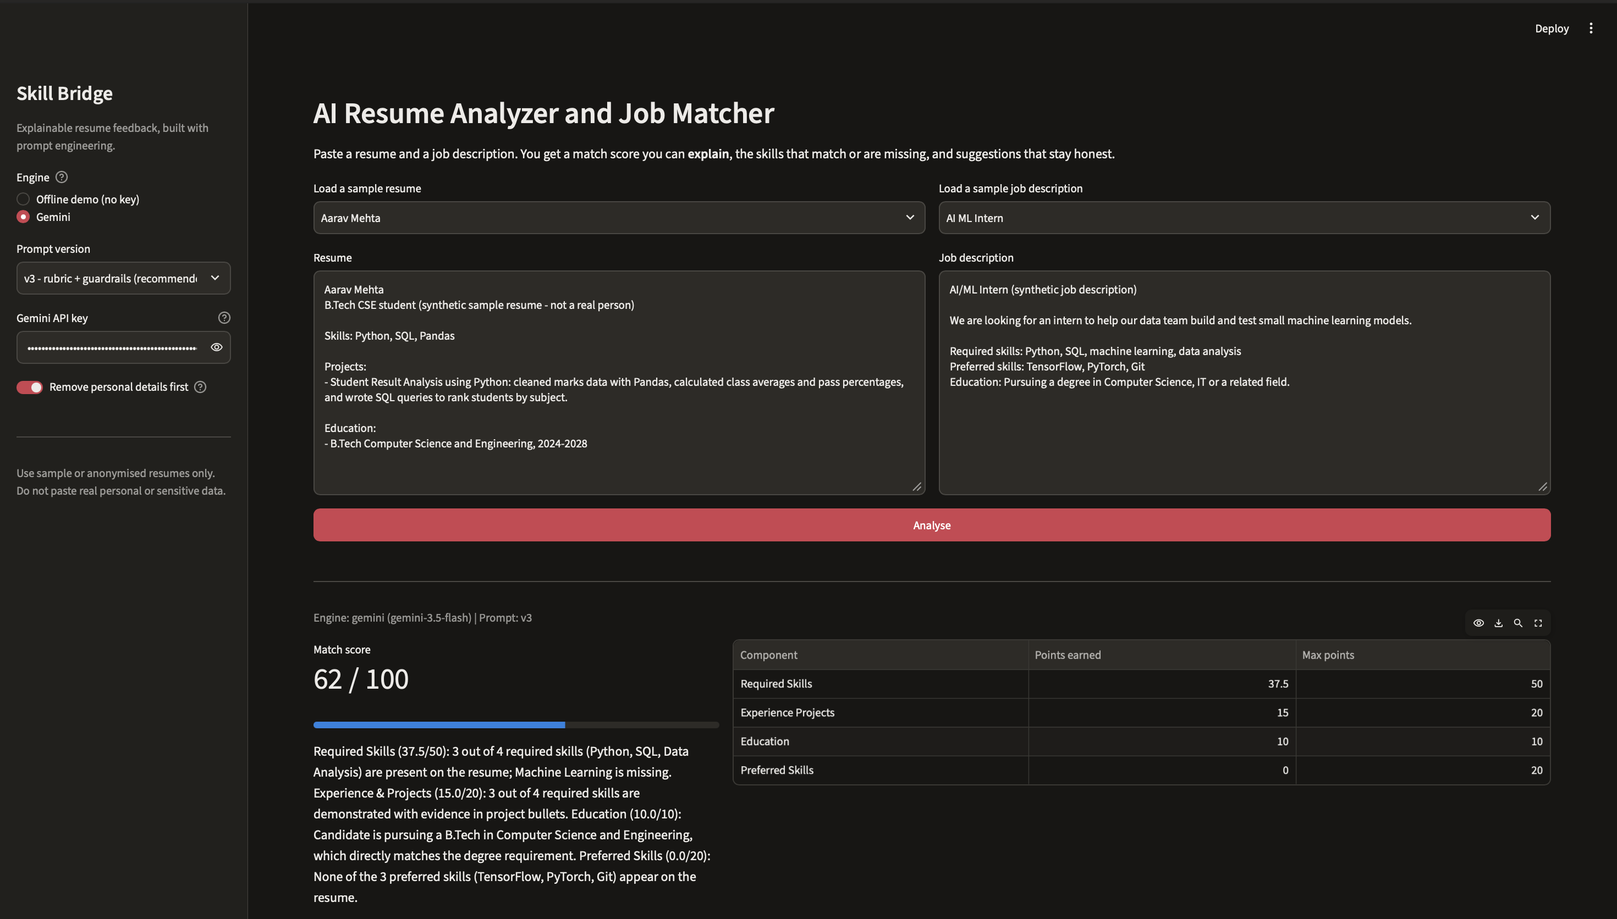 Deploy
Skill Bridge
Explainable resume feedback, built with
prompt engineering.
Engine
Offline demo (no key)
Gemini
Prompt version
v3 - rubric + guardrails (recommend
Gemini API key
Remove personal details first
Use sample or anonymised resumes only.
Do not paste real personal or sensitive data.
AI Resume Analyzer and Job Matcher
Paste a resume and a job description. You get a match score you can explain, the skills that match or are missing, and suggestions that stay honest.
Load a sample resume
Aarav Mehta
Load a sample job description
AI ML Intern
Resume
Aarav Mehta
B.Tech CSE student (synthetic sample resume - not a real person)
Skills: Python, SQL, Pandas
Projects:
- Student Result Analysis using Python: cleaned marks data with Pandas, calculated class averages and pass percentages,
and wrote SQL queries to rank students by subject.
Education:
- B.Tech Computer Science and Engineering, 2024-2028
Job description
AI/ML Intern (synthetic job description)
We are looking for an intern to help our data team build and test small machine learning models.
Required skills: Python, SQL, machine learning, data analysis
Preferred skills: TensorFlow, PyTorch, Git
Education: Pursuing a degree in Computer Science, IT or a related field.
Analyse
Engine: gemini (gemini-3.5-flash) | Prompt: v3
Match score
62 / 100
Required Skills (37.5/50): 3 out of 4 required skills (Python, SQL, Data
Analysis) are present on the resume; Machine Learning is missing.
Experience & Projects (15.0/20): 3 out of 4 required skills are
demonstrated with evidence in project bullets. Education (10.0/10):
Candidate is pursuing a B.Tech in Computer Science and Engineering,
which directly matches the degree requirement. Preferred Skills (0.0/20):
None of the 3 preferred skills (TensorFlow, PyTorch, Git) appear on the
resume.
Component Points earned Max points
Required Skills 37.5 50
Experience Projects 15 20
Education 10 10
Preferred Skills 0 20